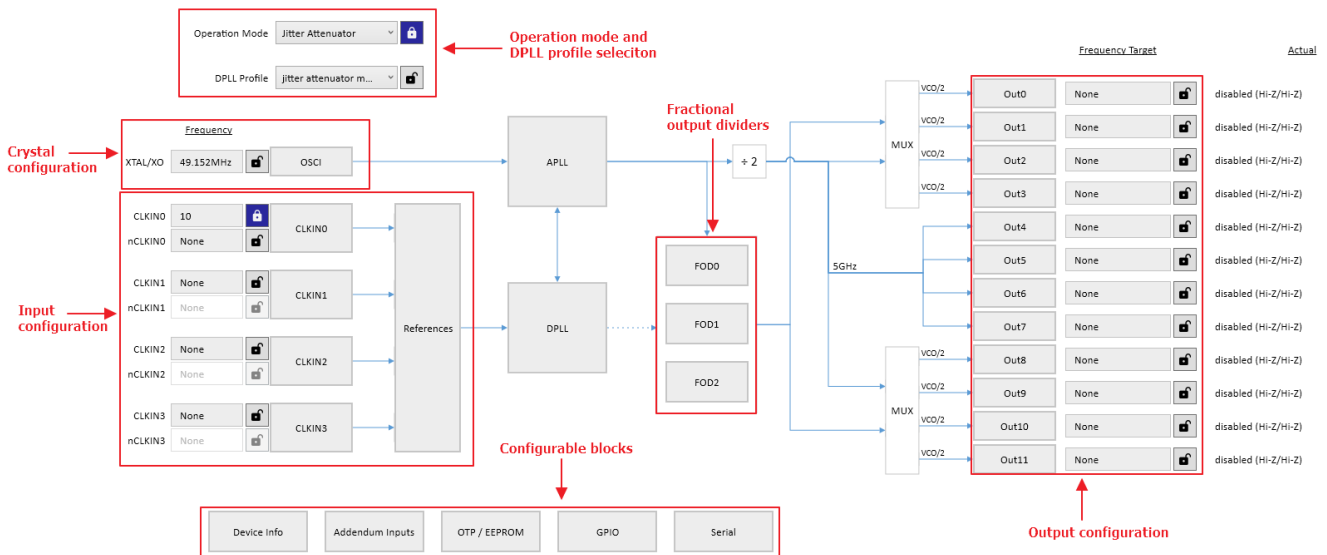 Operation Mode
Jitter Attenuator
DPLL Profile
jitter attenuator m...
Operation mode and
DPLL profile seleciton
Crystal
configuration
Frequency
XTAL/XO
49.152MHz
OSCI
Input
configuration
CLKIN0
10
nCLKIN0
None
CLKIN0
CLKIN1
None
nCLKIN1
None
CLKIN1
CLKIN2
None
nCLKIN2
None
CLKIN2
CLKIN3
None
nCLKIN3
None
CLKIN3
References
APLL
DPLL
Fractional
output dividers
÷ 2
FOD0
FOD1
FOD2
5GHz
MUX
VCO/2
VCO/2
VCO/2
VCO/2
MUX
VCO/2
VCO/2
VCO/2
VCO/2
Frequency Target
Actual
Out0 None disabled (Hi-Z/Hi-Z)
Out1 None disabled (Hi-Z/Hi-Z)
Out2 None disabled (Hi-Z/Hi-Z)
Out3 None disabled (Hi-Z/Hi-Z)
Out4 None disabled (Hi-Z/Hi-Z)
Out5 None disabled (Hi-Z/Hi-Z)
Out6 None disabled (Hi-Z/Hi-Z)
Out7 None disabled (Hi-Z/Hi-Z)
Out8 None disabled (Hi-Z/Hi-Z)
Out9 None disabled (Hi-Z/Hi-Z)
Out10 None disabled (Hi-Z/Hi-Z)
Out11 None disabled (Hi-Z/Hi-Z)
Output configuration
Configurable blocks
Device Info
Addendum Inputs
OTP / EEPROM
GPIO
Serial